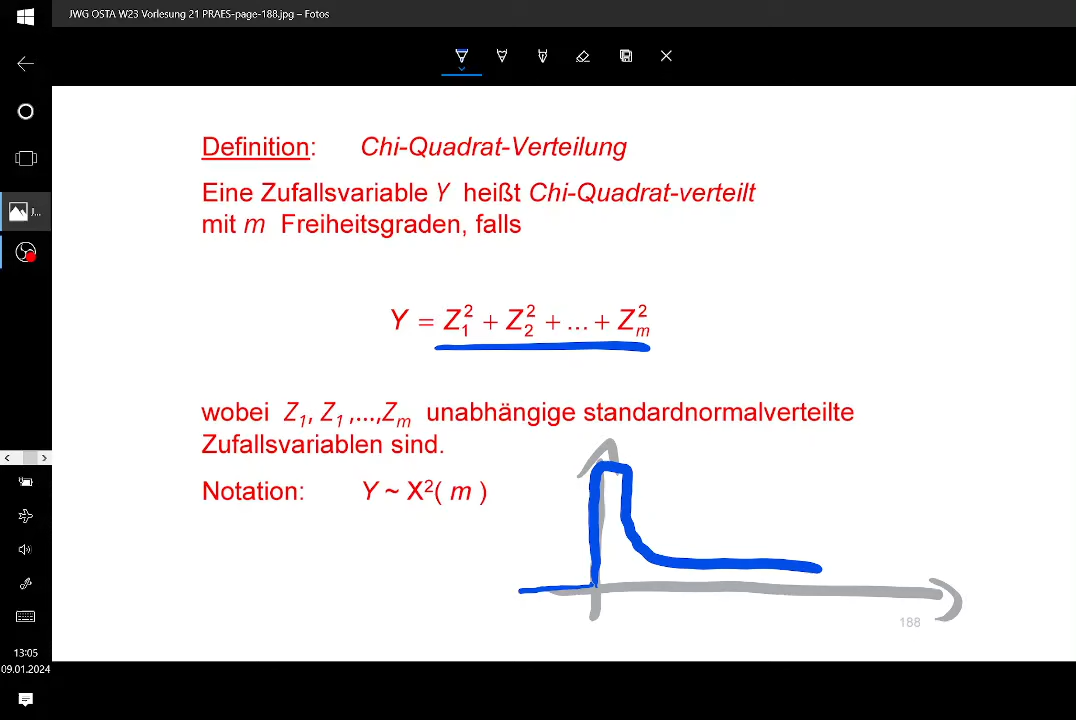 JWG OSTA W23 Vorlesung 21 PRAES-page-188.jpg – Fotos
J...
Definition: Chi-Quadrat-Verteilung
Eine Zufallsvariable Y heißt Chi-Quadrat-verteilt
mit m Freiheitsgraden, falls
Y = Z₁² + Z₂² + ... + Zₘ²
wobei Z₁, Z₁ ,...,Zₘ unabhängige standardnormalverteilte
Zufallsvariablen sind.
Notation: Y ~ X²( m )
188
13:05
09.01.2024